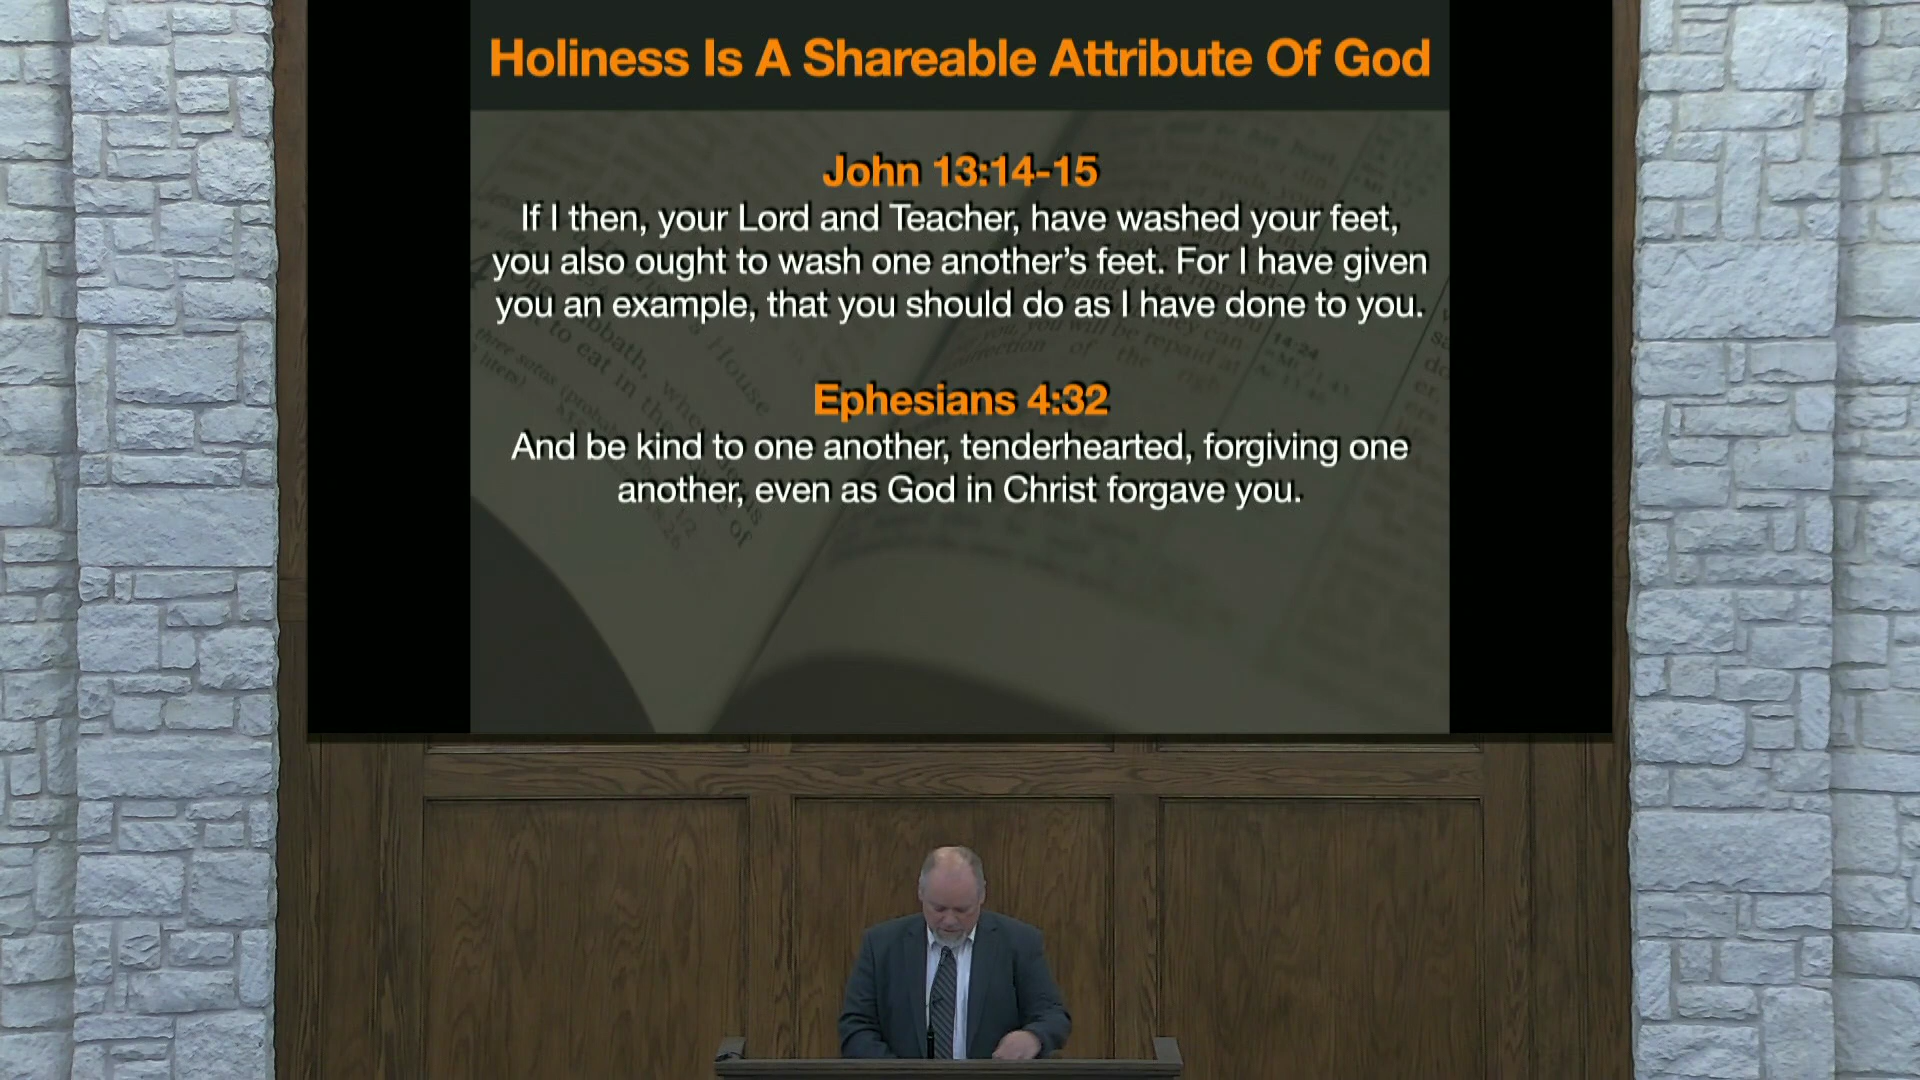 Holiness Is A Shareable Attribute Of God
John 13:14-15
If I then, your Lord and Teacher, have washed your feet,
you also ought to wash one another’s feet. For I have given
you an example, that you should do as I have done to you.
Ephesians 4:32
And be kind to one another, tenderhearted, forgiving one
another, even as God in Christ forgave you.